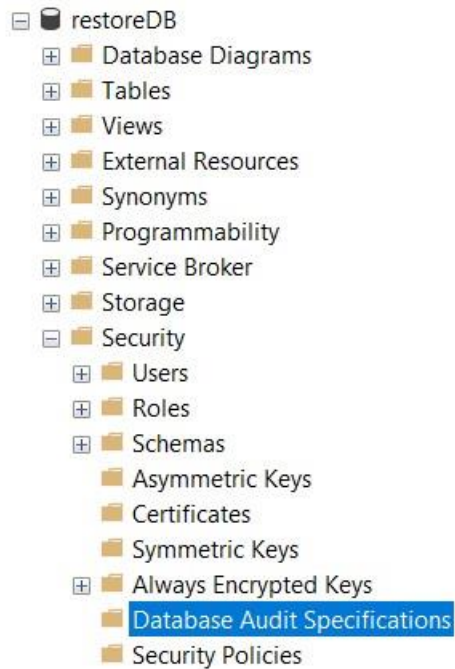 restoreDB
Database Diagrams
Tables
Views
External Resources
Synonyms
Programmability
Service Broker
Storage
Security
Users
Roles
Schemas
Asymmetric Keys
Certificates
Symmetric Keys
Always Encrypted Keys
Database Audit Specifications
Security Policies